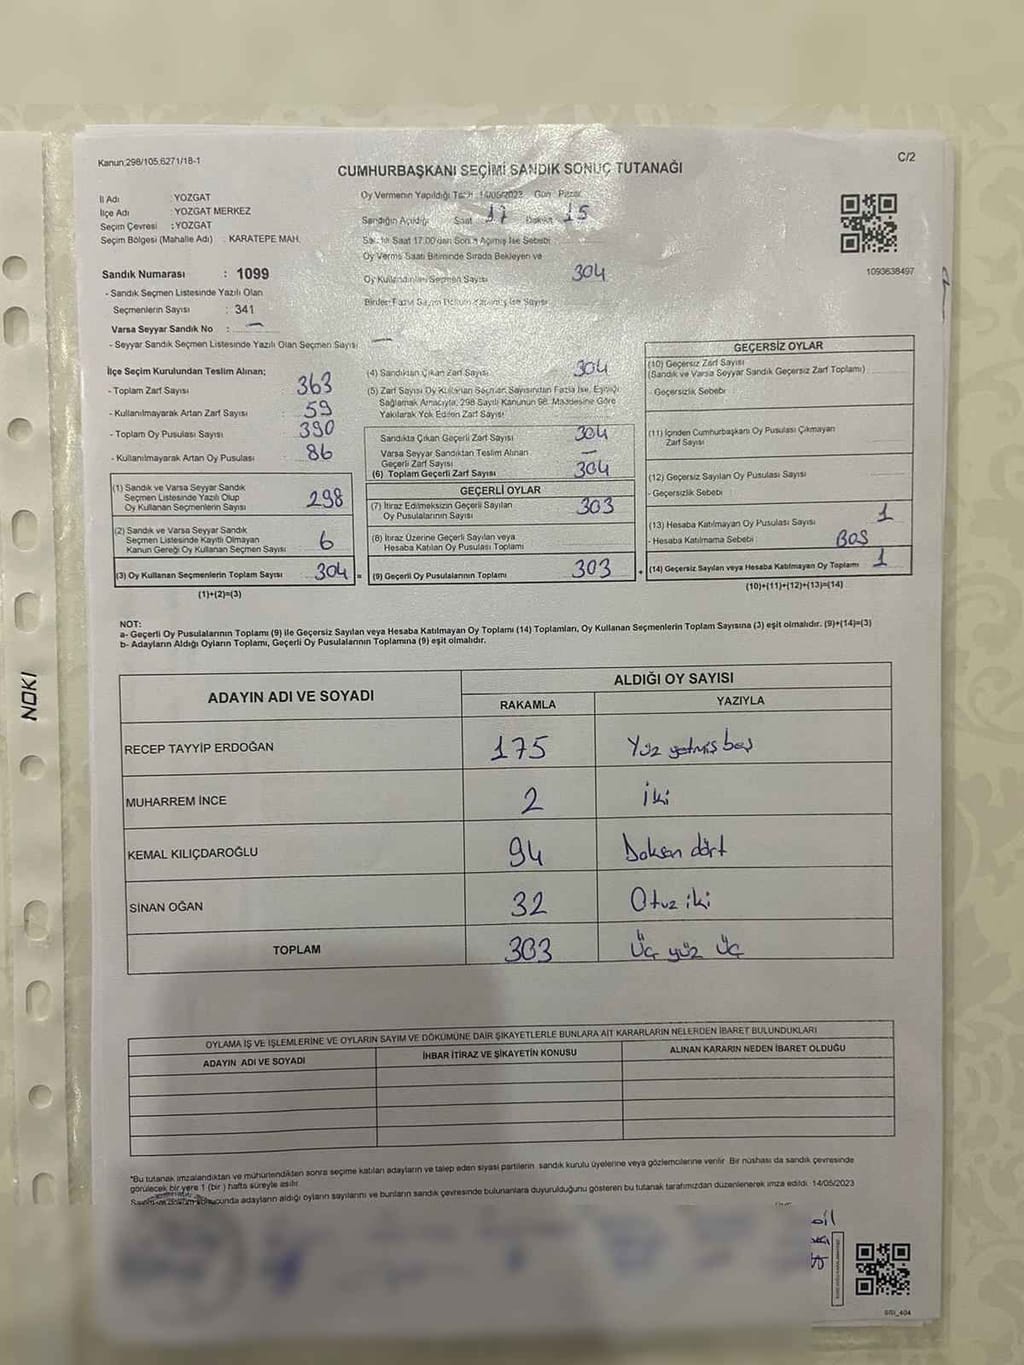 Kanun,298/105,6271/18-1
C/2
CUMHURBAŞKANI SEÇİMİ SANDIK SONUÇ TUTANAĞI
İl Adı : YOZGAT
İlçe Adı : YOZGAT MERKEZ
Seçim Çevresi : YOZGAT
Seçim Bölgesi (Mahalle Adı) : KARATEPE MAH.
Sandık Numarası : 1099
- Sandık Seçmen Listesinde Yazılı Olan
Seçmenlerin Sayısı : 341
Varsa Seyyar Sandık No : —
- Seyyar Sandık Seçmen Listesinde Yazılı Olan Seçmen Sayısı —
Oy Vermenin Yapıldığı Tarih 14/05/2023 Gün Pazar
Sandığın Açıldığı Saat 17 Dakika 15
Saat 17.00'dan Sonra Açılmış İse Sebebi
Oy Verme Saati Bitiminde Sırada Bekleyen ve
Oy Kullandırılan Seçmen Sayısı 304
1093638497
İlçe Seçim Kurulundan Teslim Alınan;
- Toplam Zarf Sayısı 363
- Kullanılmayarak Artan Zarf Sayısı 59
- Toplam Oy Pusulası Sayısı 390
- Kullanılmayarak Artan Oy Pusulası 86
(1) Sandık ve Varsa Seyyar Sandık
Seçmen Listesinde Yazılı Olup
Oy Kullanan Seçmenlerin Sayısı 298
(2) Sandık ve Varsa Seyyar Sandık
Seçmen Listesinde Kayıtlı Olmayan
Kanun Gereği Oy Kullanan Seçmen Sayısı 6
(3) Oy Kullanan Seçmenlerin Toplam Sayısı 304 =
(1)+(2)=(3)
(4) Sandıktan Çıkan Zarf Sayısı 304
(5) Zarf Sayısı Oy Kullanan Seçmen Sayısından Fazla İse, Eşitliği
Sağlamak Amacıyla, 298 Sayılı Kanunun 98. Maddesine Göre
Yakılarak Yok Edilen Zarf Sayısı
Sandıkta Çıkan Geçerli Zarf Sayısı 304
Varsa Seyyar Sandıktan Teslim Alınan
Geçerli Zarf Sayısı —
(6) Toplam Geçerli Zarf Sayısı 304
GEÇERLİ OYLAR
(7) İtiraz Edilmeksizin Geçerli Sayılan
Oy Pusulalarının Sayısı 303
(8) İtiraz Üzerine Geçerli Sayılan veya
Hesaba Katılan Oy Pusulası Toplamı
(9) Geçerli Oy Pusulalarının Toplamı 303 +
GEÇERSİZ OYLAR
(10) Geçersiz Zarf Sayısı
(Sandık ve Varsa Seyyar Sandık Geçersiz Zarf Toplamı)
- Geçersizlik Sebebi
(11) İçinden Cumhurbaşkanı Oy Pusulası Çıkmayan
Zarf Sayısı
(12) Geçersiz Sayılan Oy Pusulası Sayısı
- Geçersizlik Sebebi
(13) Hesaba Katılmayan Oy Pusulası Sayısı 1
- Hesaba Katılmama Sebebi BOŞ
(14) Geçersiz Sayılan veya Hesaba Katılmayan Oy Toplamı 1
(10)+(11)+(12)+(13)=(14)
NOT:
a- Geçerli Oy Pusulalarının Toplamı (9) ile Geçersiz Sayılan veya Hesaba Katılmayan Oy Toplamı (14) Toplamları, Oy Kullanan Seçmenlerin Toplam Sayısına (3) eşit olmalıdır. (9)+(14)=(3)
b- Adayların Aldığı Oyların Toplamı, Geçerli Oy Pusulalarının Toplamına (9) eşit olmalıdır.
NOKI
ADAYIN ADI VE SOYADI
ALDIĞI OY SAYISI
RAKAMLA YAZIYLA
RECEP TAYYİP ERDOĞAN 175 Yüz yetmiş beş
MUHARREM İNCE 2 İki
KEMAL KILIÇDAROĞLU 94 Doksan dört
SİNAN OĞAN 32 Otuz iki
TOPLAM 303 Üç yüz Üç
OYLAMA İŞ VE İŞLEMLERİNE VE OYLARIN SAYIM VE DÖKÜMÜNE DAİR ŞİKAYETLERLE BUNLARA AİT KARARLARIN NELERDEN İBARET BULUNDUKLARI
ADAYIN ADI VE SOYADI İHBAR İTİRAZ VE ŞİKAYETİN KONUSU ALINAN KARARIN NEDEN İBARET OLDUĞU
*Bu tutanak imzalandıktan ve mühürlendikten sonra seçime katılan adayların ve talep eden siyasi partilerin sandık kurulu üyelerine veya gözlemcilerine verilir. Bir nüshası da sandık çevresinde
görülecek bir yere 1 (bir) hafta süreyle asılır.
sonucunda adayların aldığı oyların sayılarını ve bunların sandık çevresinde bulunanlara duyurulduğunu gösteren bu tutanak tarafımızdan düzenlenerek imza edildi. 14/05/2023